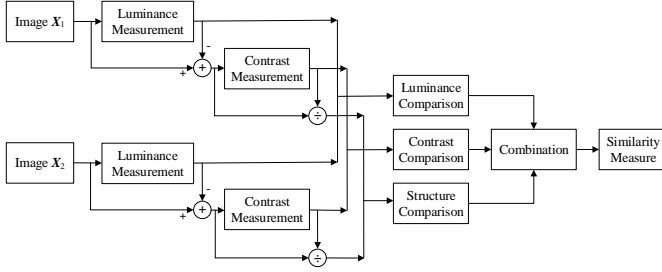 Image X1
Luminance
Measurement
-
+
+
Contrast
Measurement
÷
Luminance
Comparison
Image X2
Luminance
Measurement
Contrast
Comparison
Combination
Similarity
Measure
-
+
+
Contrast
Measurement
Structure
Comparison
÷